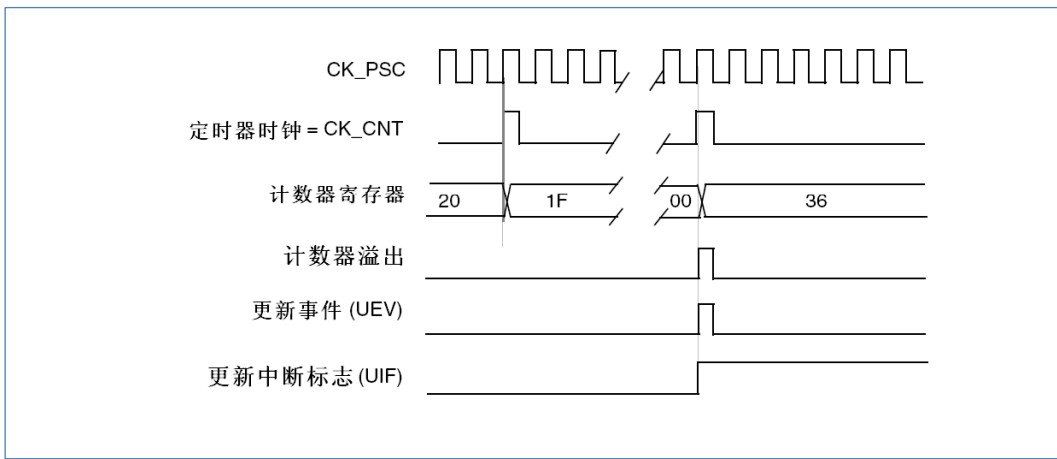 CK_PSC
定时器时钟 = CK_CNT
计数器寄存器 20 1F 00 36
计数器溢出
更新事件 (UEV)
更新中断标志 (UIF)